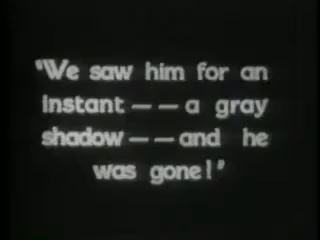 "We saw him for an
instant — — a gray
shadow — — and he
was gone!"